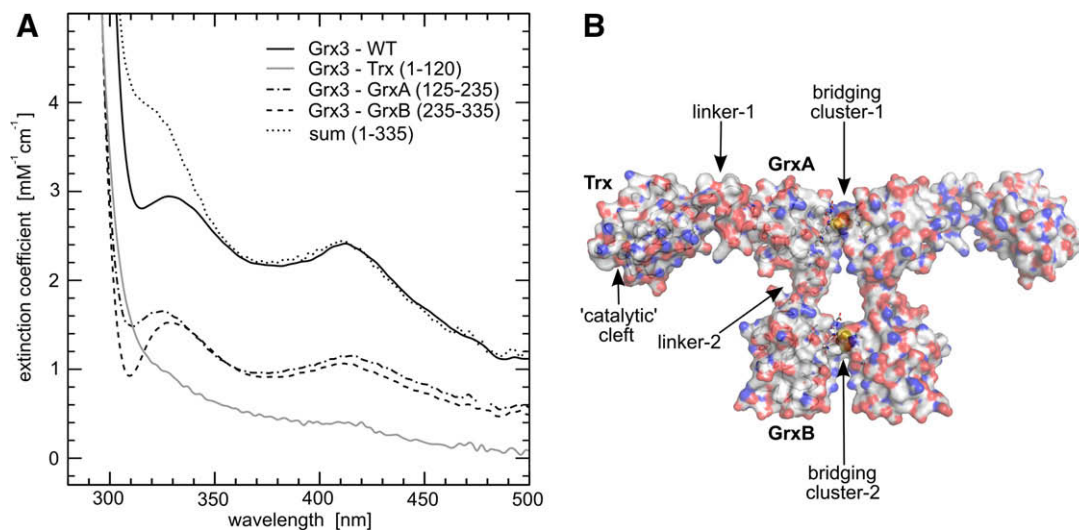 A
extinction coefficient [mM⁻¹cm⁻¹]
4
3
2
1
0
300
350
400
450
500
wavelength [nm]
Grx3 - WT
Grx3 - Trx (1-120)
Grx3 - GrxA (125-235)
Grx3 - GrxB (235-335)
sum (1-335)
B
linker-1
bridging
cluster-1
Trx
GrxA
'catalytic'
cleft
linker-2
GrxB
bridging
cluster-2